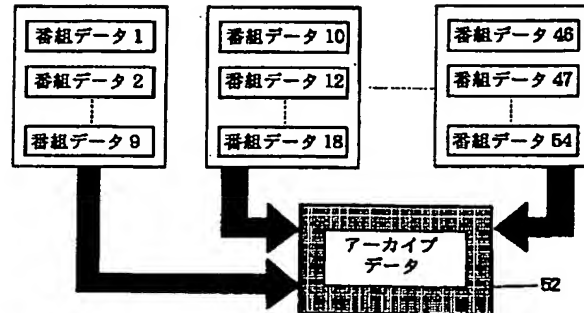 番組データ 1
番組データ 2
番組データ 9
番組データ 10
番組データ 12
番組データ 18
番組データ 46
番組データ 47
番組データ 54
アーカイブ
データ
52